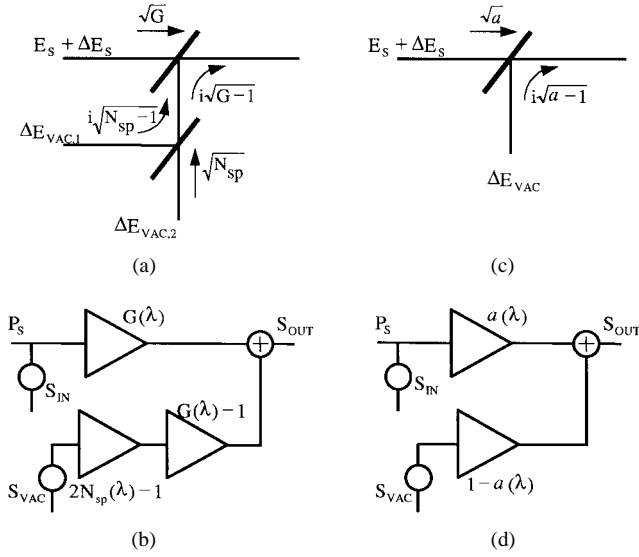 √G
E_S + ΔE_S
i√G−1
i√N_sp−1
ΔE_VAC,1
√N_sp
ΔE_VAC,2
(a)
√a
E_S + ΔE_S
i√a−1
ΔE_VAC
(c)
P_S
G(λ)
S_OUT
S_IN
G(λ)−1
S_VAC
2N_sp(λ)−1
(b)
P_S
a(λ)
S_OUT
S_IN
S_VAC
1−a(λ)
(d)